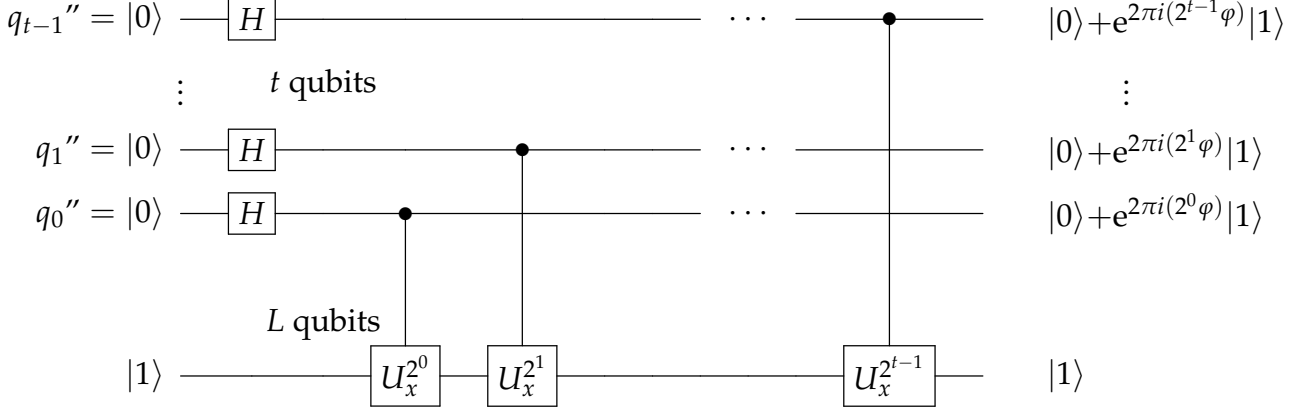 q_{t−1}″ = |0⟩ H ··· |0⟩+e^{2πi(2^{t−1}φ)}|1⟩
⋮ t qubits ⋮
q_1″ = |0⟩ H ··· |0⟩+e^{2πi(2^1φ)}|1⟩
q_0″ = |0⟩ H ··· |0⟩+e^{2πi(2^0φ)}|1⟩
L qubits
|1⟩ U_x^{2^0} U_x^{2^1} U_x^{2^{t−1}} |1⟩